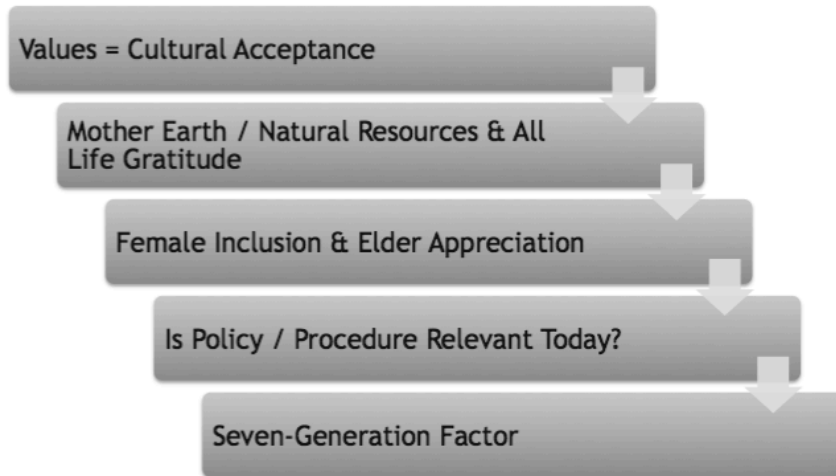 Values = Cultural Acceptance
Mother Earth / Natural Resources & All
Life Gratitude
Female Inclusion & Elder Appreciation
Is Policy / Procedure Relevant Today?
Seven-Generation Factor